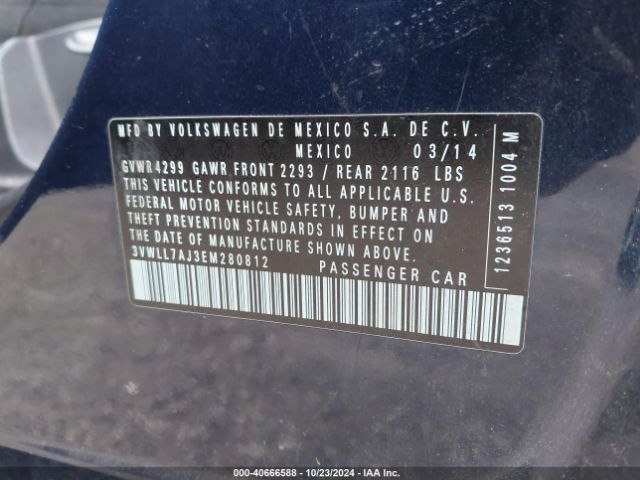 MFD BY VOLKSWAGEN DE MEXICO S.A. DE C.V.
MEXICO 03/14
GVWR4299 GAWR FRONT 2293 / REAR 2116 LBS
THIS VEHICLE CONFORMS TO ALL APPLICABLE U.S.
FEDERAL MOTOR VEHICLE SAFETY, BUMPER AND
THEFT PREVENTION STANDARDS IN EFFECT ON
THE DATE OF MANUFACTURE SHOWN ABOVE.
3VWLL7AJ3EM280812 PASSENGER CAR
1236513 1004 M
000-40666588 - 10/23/2024 - IAA Inc.